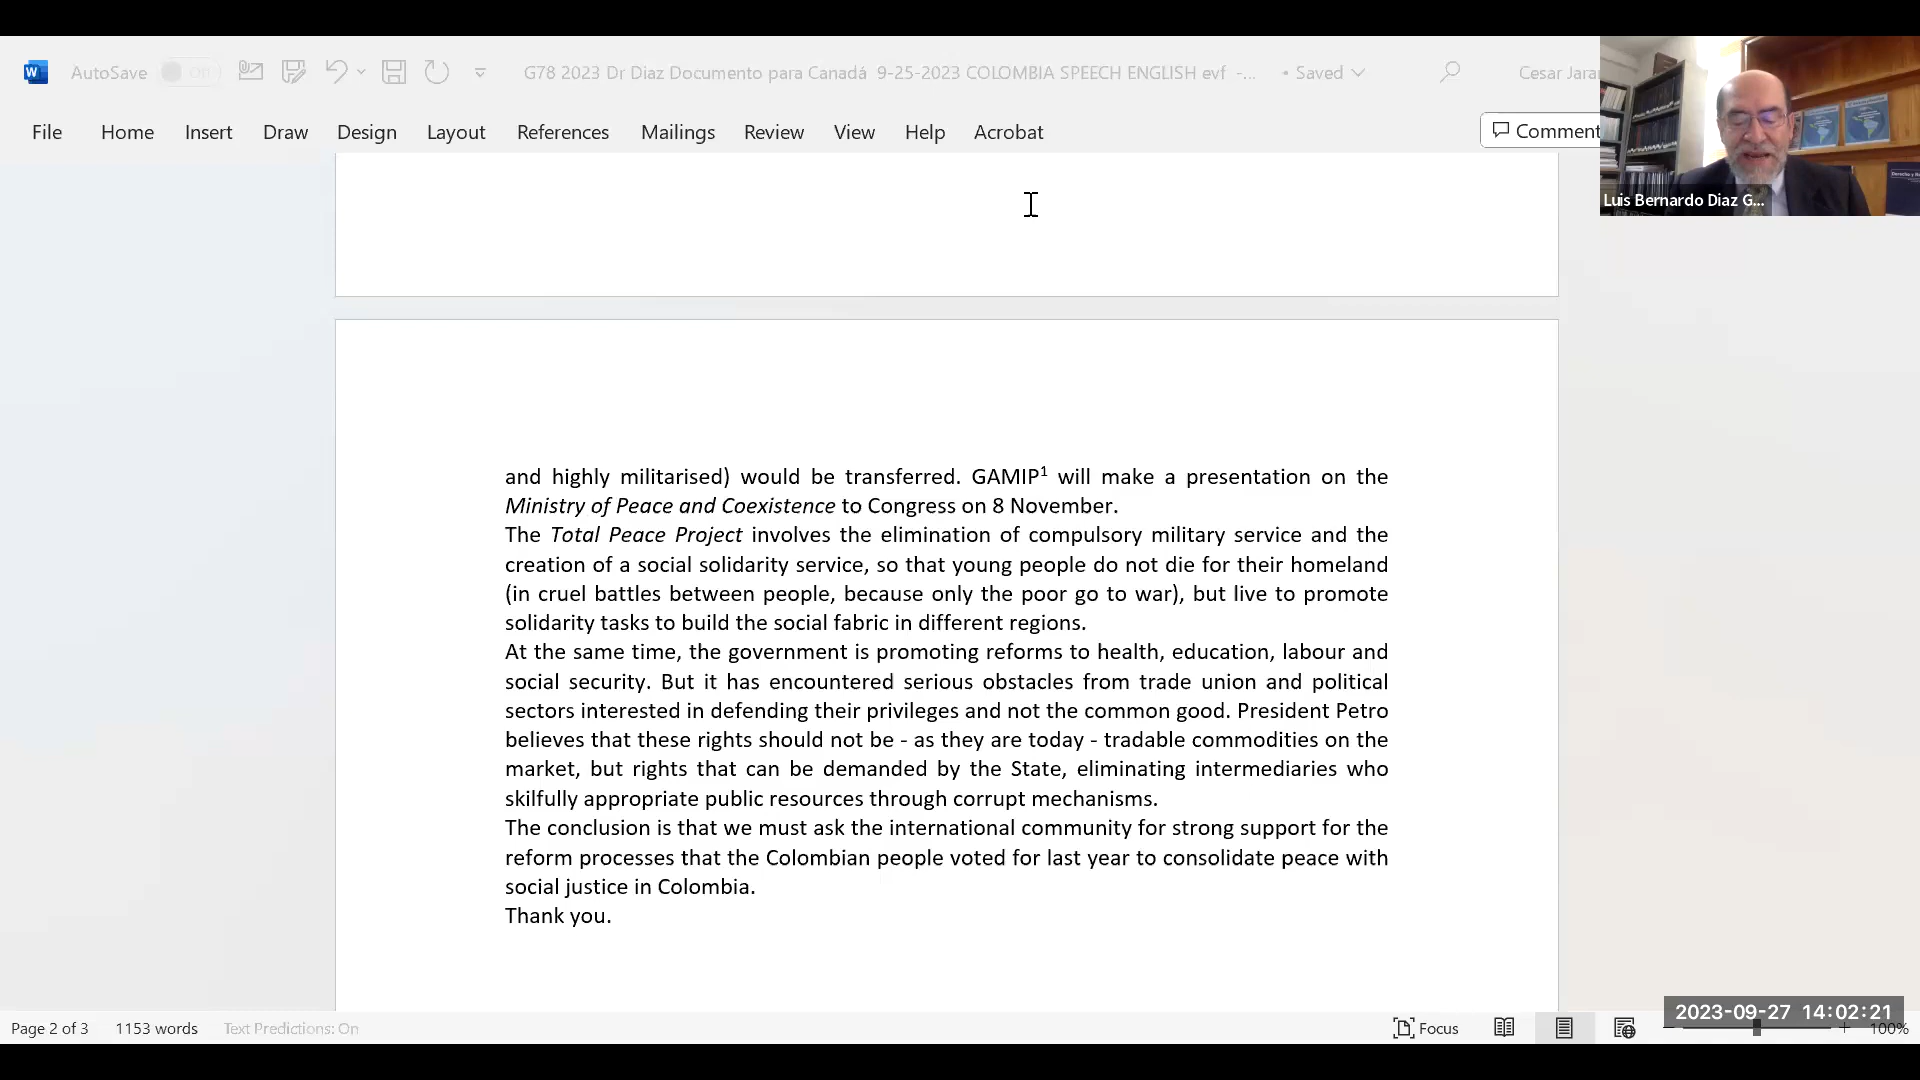 AutoSave On G78 2023 Dr Diaz Documento para Canadá 9-25-2023 COLOMBIA SPEECH ENGLISH evf -... • Saved Cesar Jara
File Home Insert Draw Design Layout References Mailings Review View Help Acrobat Comment
Luis Bernardo Diaz G...
and highly militarised) would be transferred. GAMIP1 will make a presentation on the
Ministry of Peace and Coexistence to Congress on 8 November.
The Total Peace Project involves the elimination of compulsory military service and the
creation of a social solidarity service, so that young people do not die for their homeland
(in cruel battles between people, because only the poor go to war), but live to promote
solidarity tasks to build the social fabric in different regions.
At the same time, the government is promoting reforms to health, education, labour and
social security. But it has encountered serious obstacles from trade union and political
sectors interested in defending their privileges and not the common good. President Petro
believes that these rights should not be - as they are today - tradable commodities on the
market, but rights that can be demanded by the State, eliminating intermediaries who
skilfully appropriate public resources through corrupt mechanisms.
The conclusion is that we must ask the international community for strong support for the
reform processes that the Colombian people voted for last year to consolidate peace with
social justice in Colombia.
Thank you.
2023-09-27 14:02:21
Page 2 of 3 1153 words Text Predictions: On Focus 100%